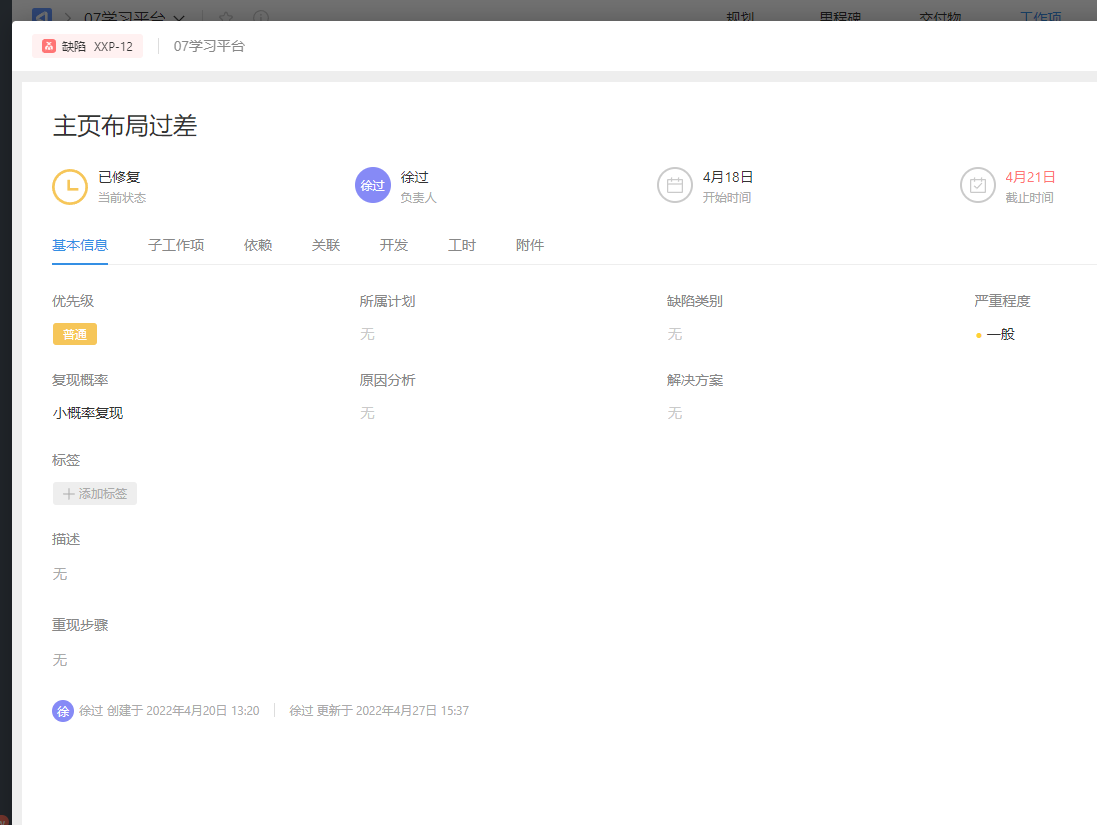 07学习平台
规划
里程碑
交付物
工作项
缺陷 XXP-12
07学习平台
主页布局过差
已修复
当前状态
徐过
徐过
负责人
4月18日
开始时间
4月21日
截止时间
基本信息 子工作项 依赖 关联 开发 工时 附件
优先级 所属计划 缺陷类别 严重程度
普通 无 无 一般
复现概率 原因分析 解决方案
小概率复现 无 无
标签
添加标签
描述
无
重现步骤
无
徐 徐过 创建于 2022年4月20日 13:20 徐过 更新于 2022年4月27日 15:37